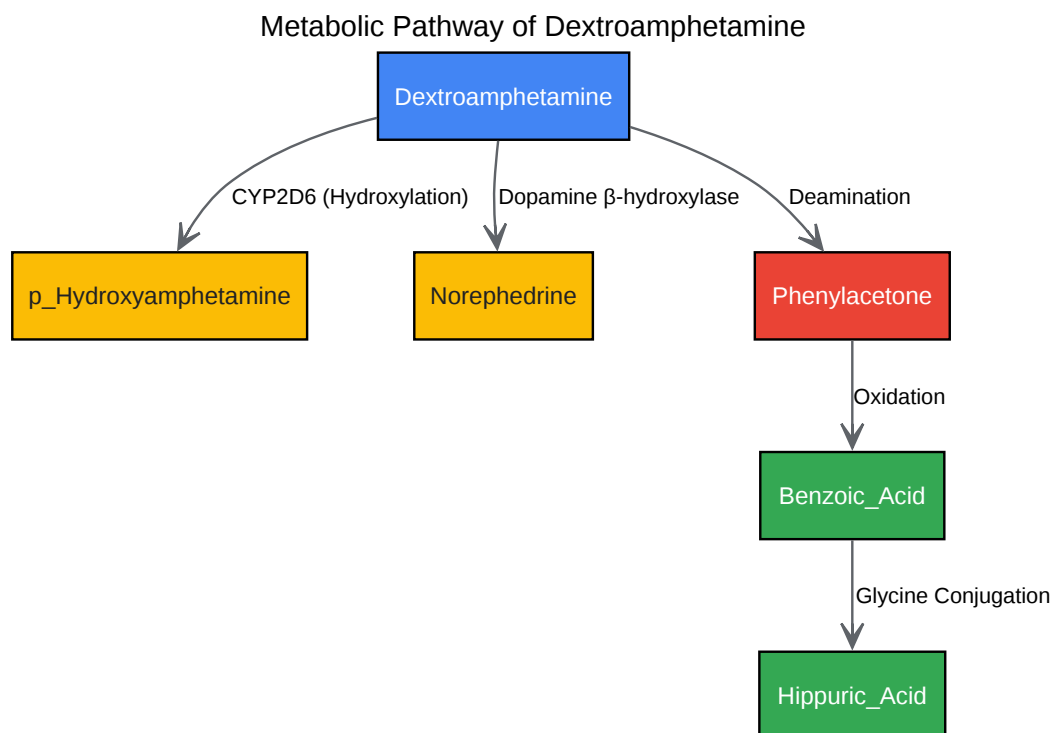 Metabolic Pathway of Dextroamphetamine
Dextroamphetamine
CYP2D6 (Hydroxylation)
Dopamine β-hydroxylase
Deamination
p_Hydroxyamphetamine
Norephedrine
Phenylacetone
Oxidation
Benzoic_Acid
Glycine Conjugation
Hippuric_Acid